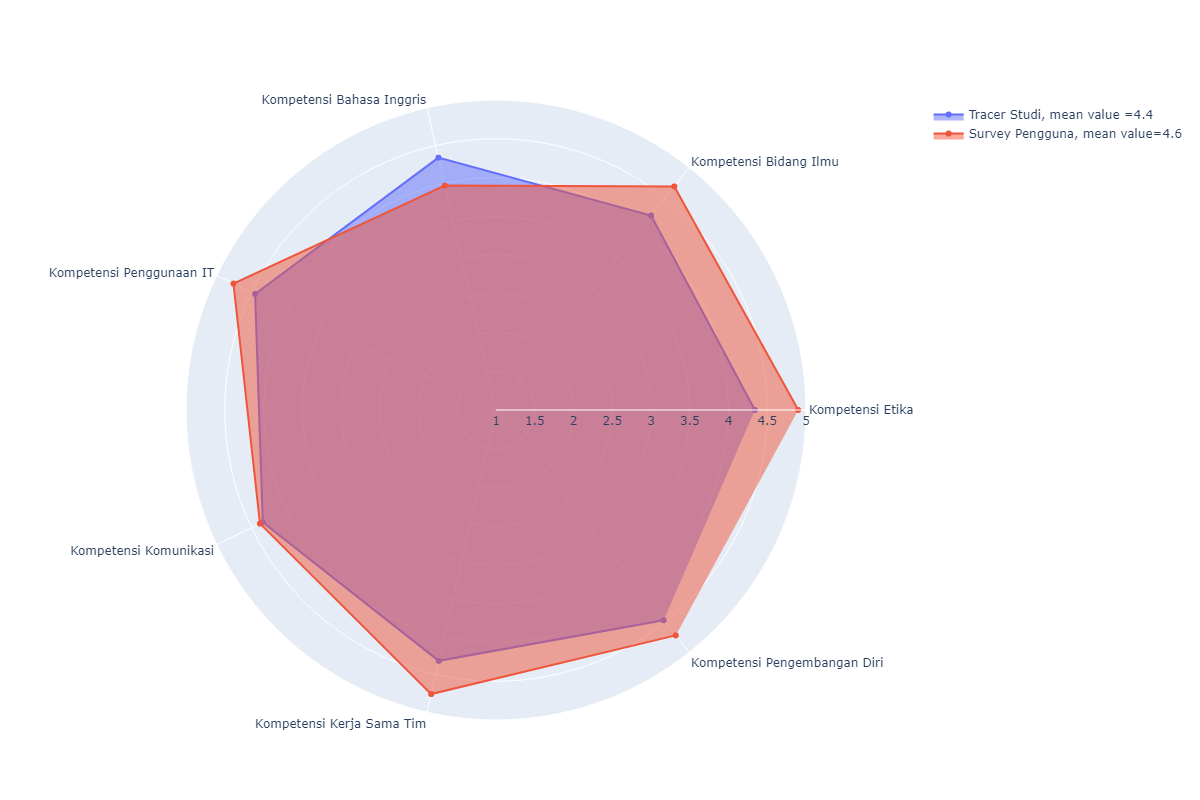 Kompetensi Bahasa Inggris
Tracer Studi, mean value =4.4
Survey Pengguna, mean value=4.6
Kompetensi Bidang Ilmu
Kompetensi Penggunaan IT
Kompetensi Etika
1 1.5 2 2.5 3 3.5 4 4.5 5
Kompetensi Komunikasi
Kompetensi Pengembangan Diri
Kompetensi Kerja Sama Tim